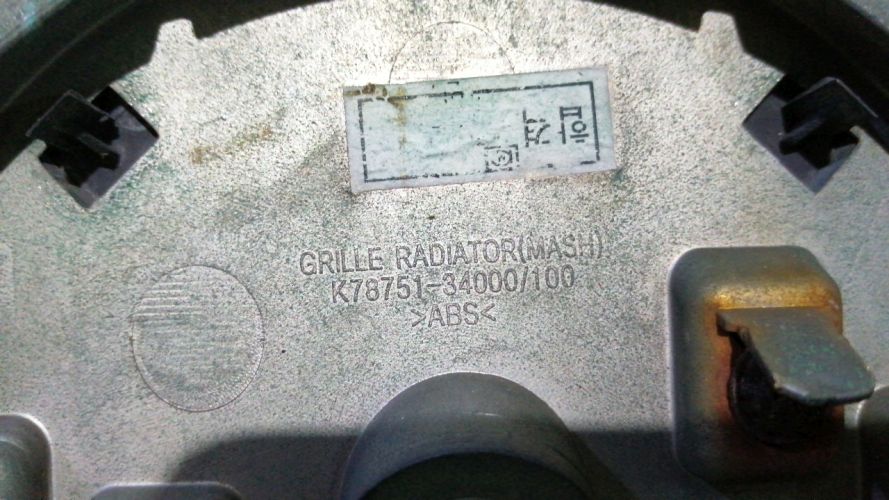 GRILLE RADIATOR(MASH)
K78751-34000/100
>ABS<